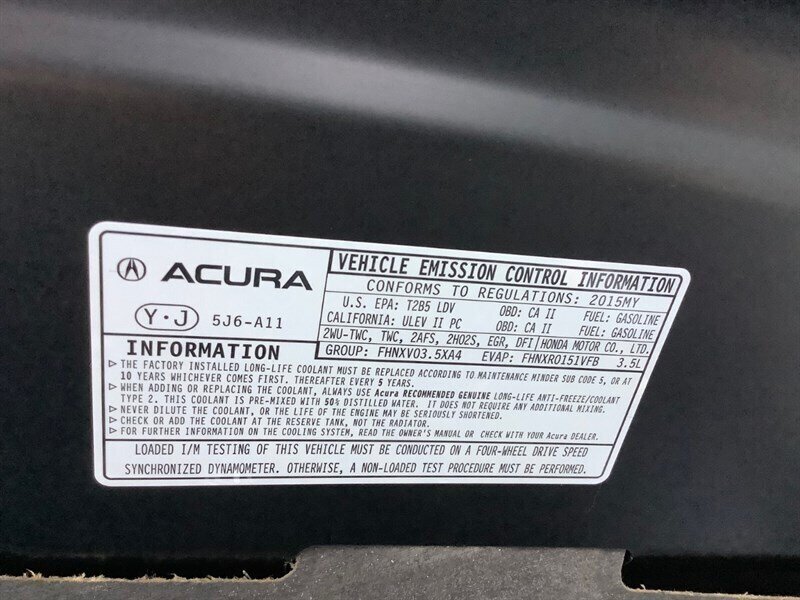 ACURA
Y·J 5J6-A11
VEHICLE EMISSION CONTROL INFORMATION
CONFORMS TO REGULATIONS: 2015MY
U.S. EPA: T2B5 LDV OBD: CA II FUEL: GASOLINE
CALIFORNIA: ULEV II PC OBD: CA II FUEL: GASOLINE
2WU-TWC, TWC, 2AFS, 2HO2S, EGR, DFI HONDA MOTOR CO., LTD.
GROUP: FHNXV03.5XA4 EVAP: FHNXR0151VFB 3.5L
INFORMATION
▷ THE FACTORY INSTALLED LONG-LIFE COOLANT MUST BE REPLACED ACCORDING TO MAINTENANCE MINDER SUB CODE 5, OR AT
10 YEARS WHICHEVER COMES FIRST. THEREAFTER EVERY 5 YEARS.
▷ WHEN ADDING OR REPLACING THE COOLANT, ALWAYS USE Acura RECOMMENDED GENUINE LONG-LIFE ANTI-FREEZE/COOLANT
TYPE 2. THIS COOLANT IS PRE-MIXED WITH 50% DISTILLED WATER. IT DOES NOT REQUIRE ANY ADDITIONAL MIXING.
▷ NEVER DILUTE THE COOLANT, OR THE LIFE OF THE ENGINE MAY BE SERIOUSLY SHORTENED.
▷ CHECK OR ADD THE COOLANT AT THE RESERVE TANK, NOT THE RADIATOR.
▷ FOR FURTHER INFORMATION ON THE COOLING SYSTEM, READ THE OWNER'S MANUAL OR CHECK WITH YOUR Acura DEALER.
LOADED I/M TESTING OF THIS VEHICLE MUST BE CONDUCTED ON A FOUR-WHEEL DRIVE SPEED
SYNCHRONIZED DYNAMOMETER. OTHERWISE, A NON-LOADED TEST PROCEDURE MUST BE PERFORMED.